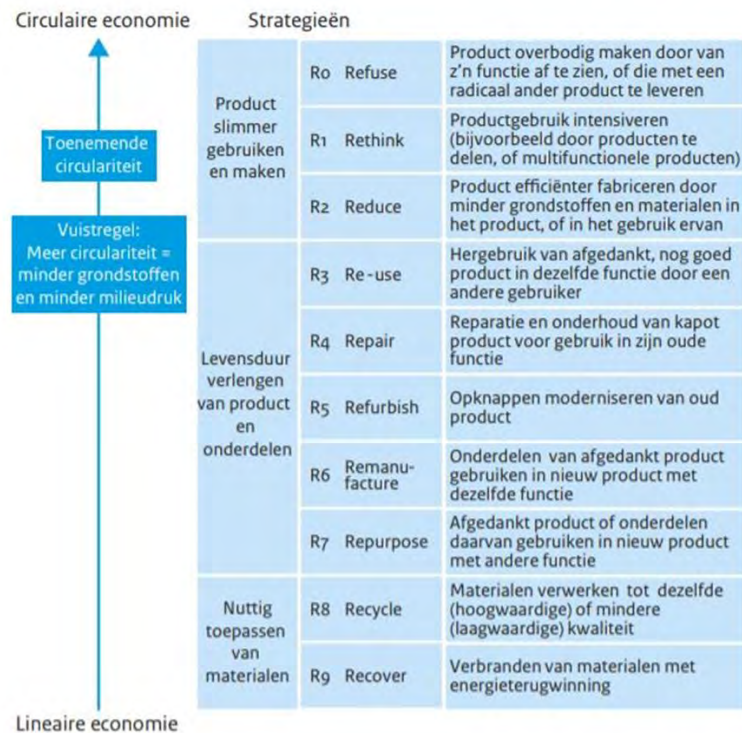 Circulaire economie
Strategieën
Toenemende
circulariteit
Vuistregel:
Meer circulariteit =
minder grondstoffen
en minder milieudruk
Lineaire economie
Product
slimmer
gebruiken
en maken
R0 Refuse
Product overbodig maken door van
z'n functie af te zien, of die met een
radicaal ander product te leveren
R1 Rethink
Productgebruik intensiveren
(bijvoorbeeld door producten te
delen, of multifunctionele producten)
R2 Reduce
Product efficiënter fabriceren door
minder grondstoffen en materialen in
het product, of in het gebruik ervan
Levensduur
verlengen
van product
en
onderdelen
R3 Re-use
Hergebruik van afgedankt, nog goed
product in dezelfde functie door een
andere gebruiker
R4 Repair
Reparatie en onderhoud van kapot
product voor gebruik in zijn oude
functie
R5 Refurbish
Opknappen moderniseren van oud
product
R6 Remanu-
facture
Onderdelen van afgedankt product
gebruiken in nieuw product met
dezelfde functie
R7 Repurpose
Afgedankt product of onderdelen
daarvan gebruiken in nieuw product
met andere functie
Nuttig
toepassen
van
materialen
R8 Recycle
Materialen verwerken tot dezelfde
(hoogwaardige) of mindere
(laagwaardige) kwaliteit
R9 Recover
Verbranden van materialen met
energieterugwinning